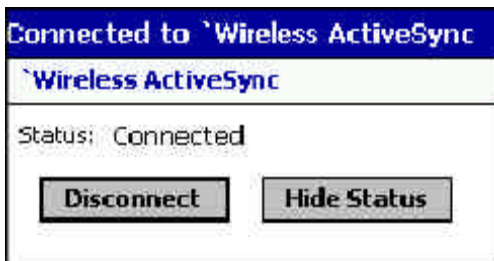 Connected to `Wireless ActiveSync
`Wireless ActiveSync
Status: Connected
Disconnect Hide Status